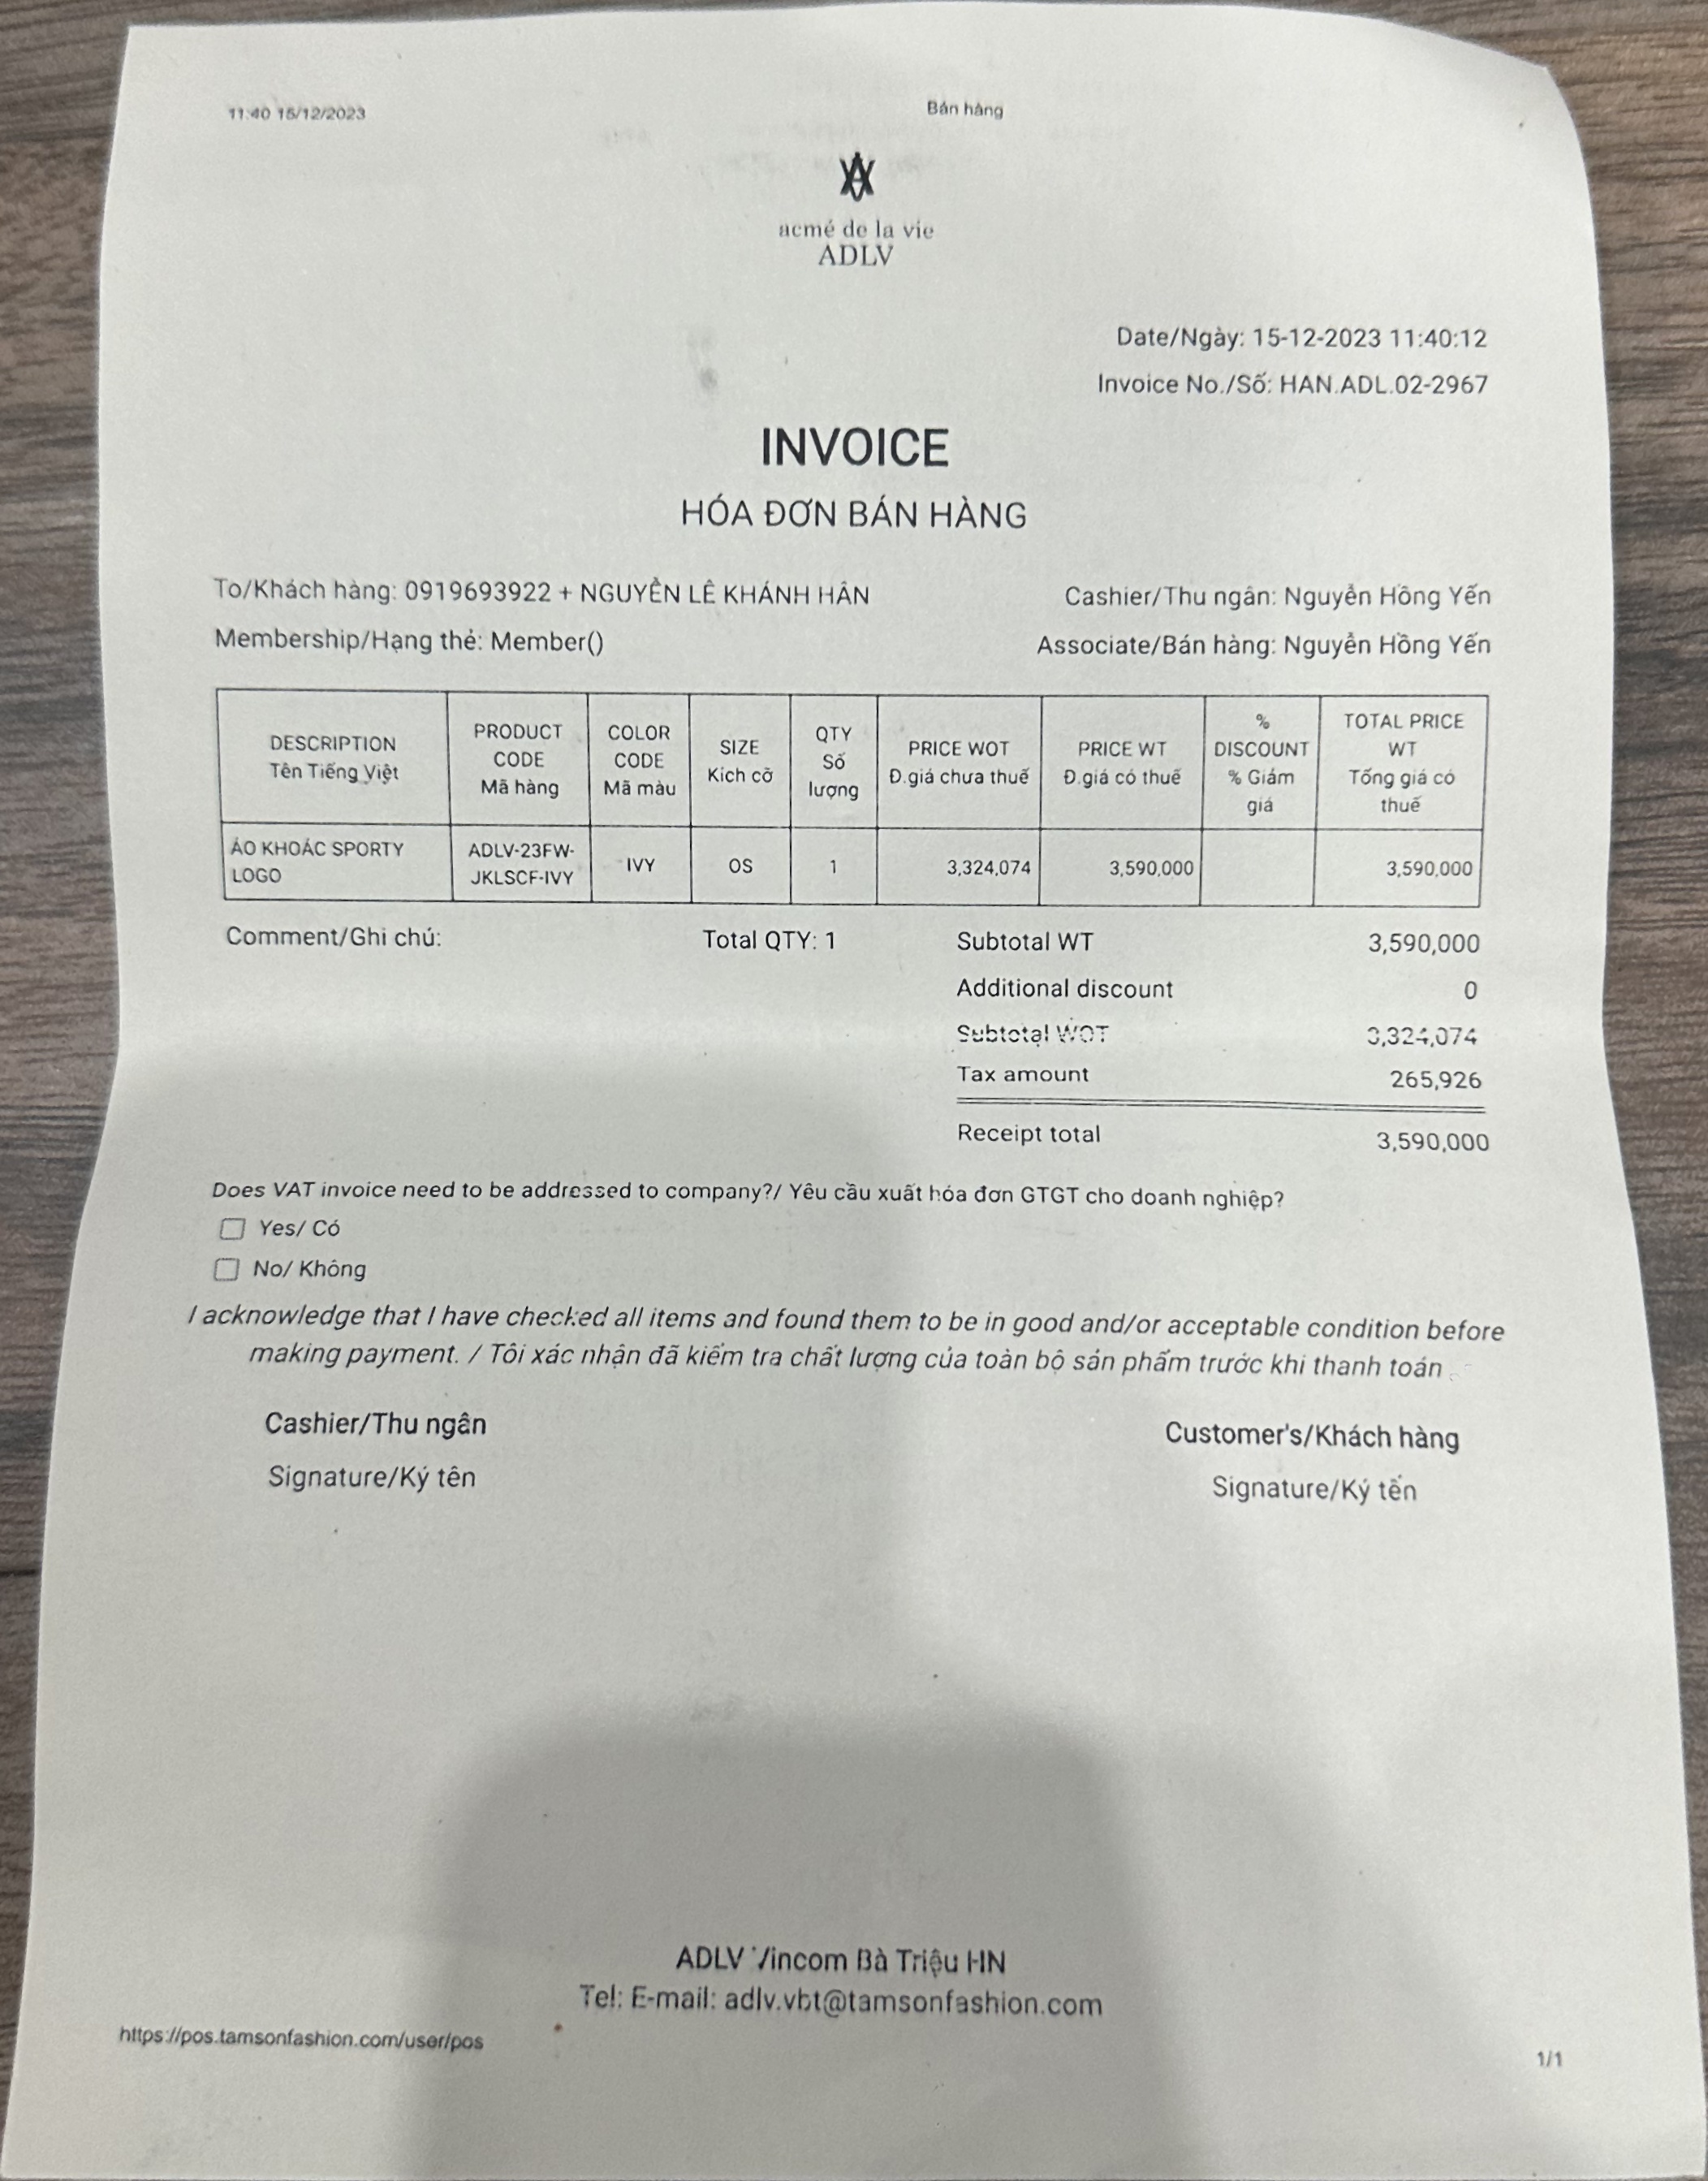 11:40 15/12/2023
Bán hàng
acmé de la vie
ADLV
Date/Ngày: 15-12-2023 11:40:12
Invoice No./Số: HAN.ADL.02-2967
INVOICE
HÓA ĐƠN BÁN HÀNG
To/Khách hàng: 0919693922 + NGUYỄN LÊ KHÁNH HÂN
Cashier/Thu ngân: Nguyễn Hồng Yến
Membership/Hạng thẻ: Member()
Associate/Bán hàng: Nguyễn Hồng Yến
DESCRIPTION
Tên Tiếng Việt
PRODUCT
CODE
Mã hàng
COLOR
CODE
Mã màu
SIZE
Kích cỡ
QTY
Số
lượng
PRICE WOT
Đ.giá chưa thuế
PRICE WT
Đ.giá có thuế
%
DISCOUNT
% Giảm
giá
TOTAL PRICE
WT
Tổng giá có
thuế
ÁO KHOÁC SPORTY
LOGO
ADLV-23FW-
JKLSCF-IVY
IVY
OS
1
3,324,074
3,590,000
3,590,000
Comment/Ghi chú:
Total QTY: 1
Subtotal WT 3,590,000
Additional discount 0
Subtotal WOT 3,324,074
Tax amount 265,926
Receipt total 3,590,000
Does VAT invoice need to be addressed to company?/ Yêu cầu xuất hóa đơn GTGT cho doanh nghiệp?
Yes/ Có
No/ Không
I acknowledge that I have checked all items and found them to be in good and/or acceptable condition before
making payment. / Tôi xác nhận đã kiểm tra chất lượng của toàn bộ sản phẩm trước khi thanh toán .
Cashier/Thu ngân
Customer's/Khách hàng
Signature/Ký tên
Signature/Ký tên
ADLV Vincom Bà Triệu HN
Tel: E-mail: adlv.vbt@tamsonfashion.com
https://pos.tamsonfashion.com/user/pos
1/1